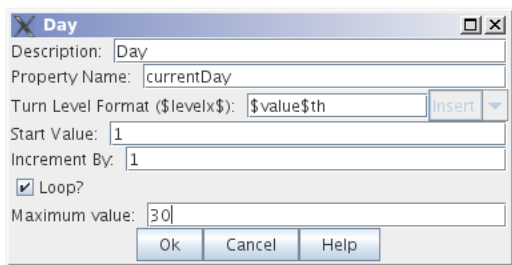 Day
Description: Day
Property Name: currentDay
Turn Level Format ($levelx$): $value$th Insert
Start Value: 1
Increment By: 1
Loop?
Maximum value: 30
Ok Cancel Help